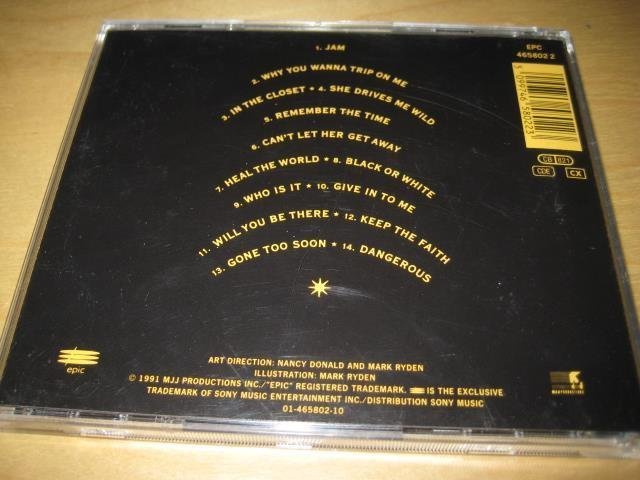 1. JAM
2. WHY YOU WANNA TRIP ON ME
3. IN THE CLOSET ★ 4. SHE DRIVES ME WILD
5. REMEMBER THE TIME
6. CAN'T LET HER GET AWAY
7. HEAL THE WORLD ★ 8. BLACK OR WHITE
9. WHO IS IT ★ 10. GIVE IN TO ME
11. WILL YOU BE THERE ★ 12. KEEP THE FAITH
13. GONE TOO SOON ★ 14. DANGEROUS
EPC
465802 2
5 099746 580223
GB 821
CDE CX
epic
ART DIRECTION: NANCY DONALD AND MARK RYDEN
ILLUSTRATION: MARK RYDEN
© 1991 MJJ PRODUCTIONS INC./"EPIC" REGISTERED TRADEMARK, IS THE EXCLUSIVE
TRADEMARK OF SONY MUSIC ENTERTAINMENT INC./DISTRIBUTION SONY MUSIC
01-465802-10